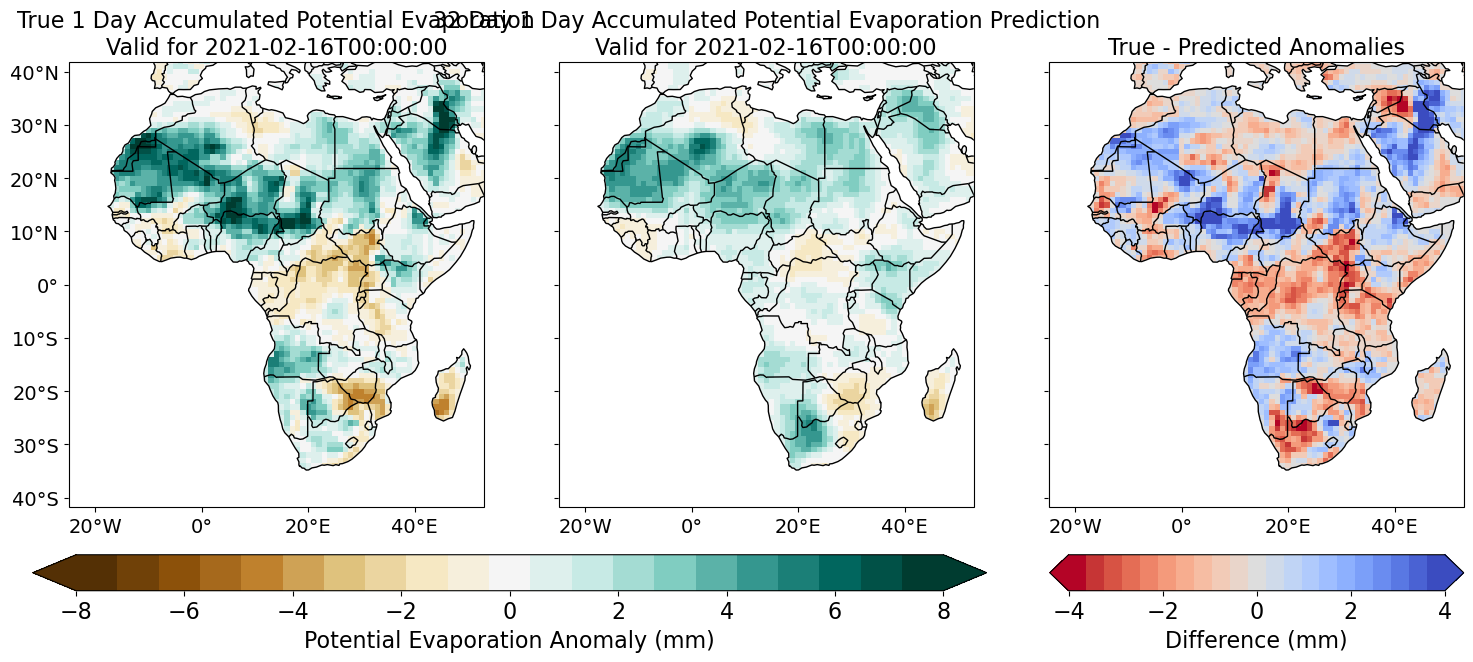 True 1 Day Accumulated Potential Evaporation
Valid for 2021-02-16T00:00:00
32 Day 1 Day Accumulated Potential Evaporation Prediction
Valid for 2021-02-16T00:00:00
True - Predicted Anomalies
40°N
30°N
20°N
10°N
0°
10°S
20°S
30°S
40°S
20°W 0° 20°E 40°E
20°W 0° 20°E 40°E
20°W 0° 20°E 40°E
−8 −6 −4 −2 0 2 4 6 8
Potential Evaporation Anomaly (mm)
−4 −2 0 2 4
Difference (mm)